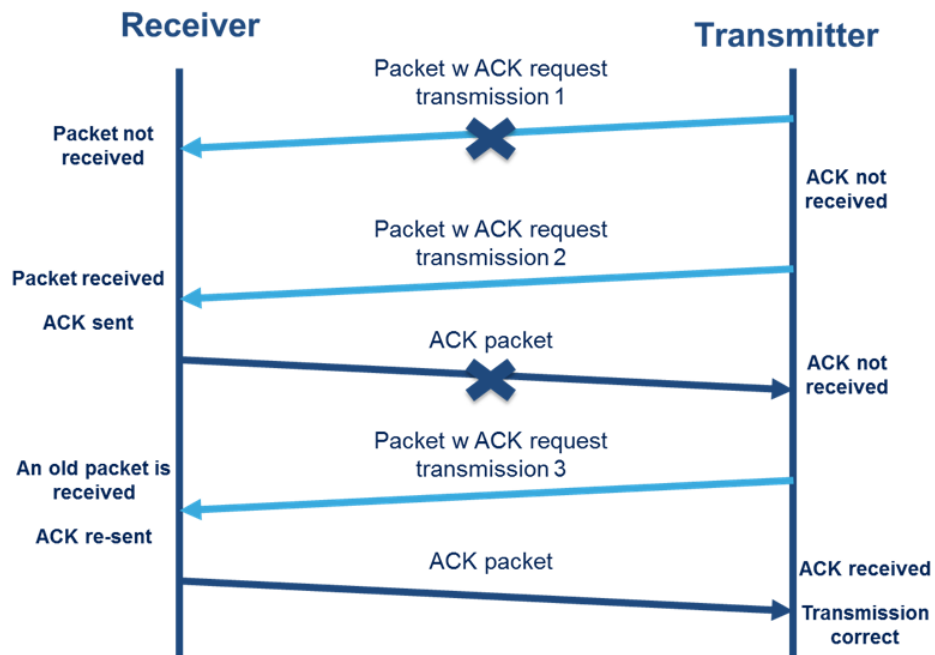 Receiver
Transmitter
Packet w ACK request
transmission 1
Packet not
received
ACK not
received
Packet w ACK request
transmission 2
Packet received
ACK sent
ACK packet
ACK not
received
Packet w ACK request
transmission 3
An old packet is
received
ACK re-sent
ACK packet
ACK received
Transmission
correct